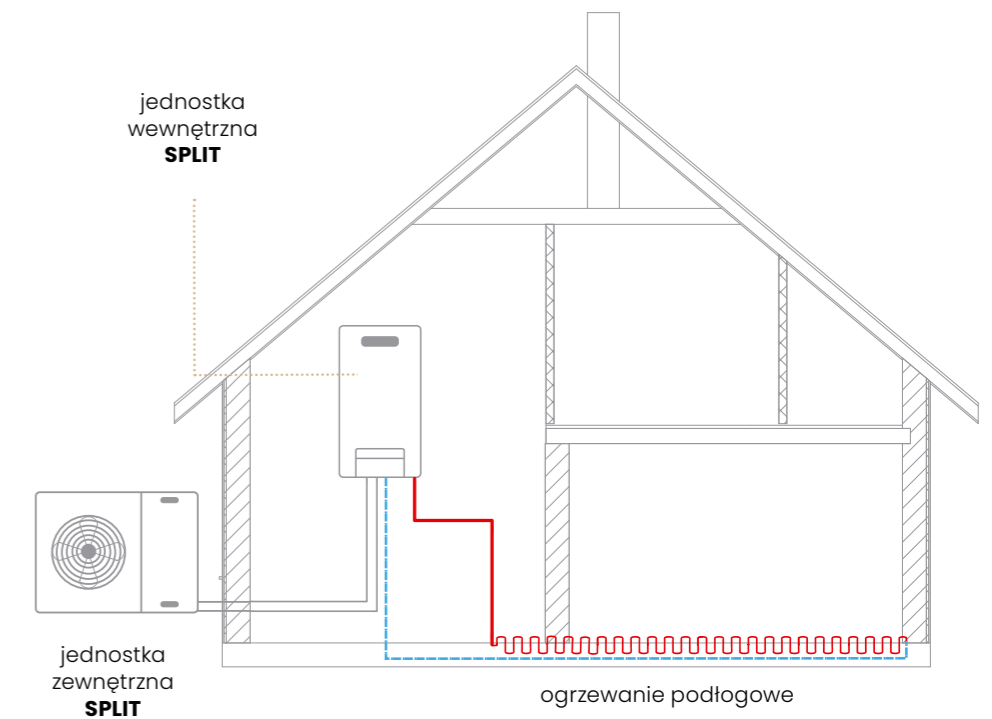 jednostka
wewnętrzna
SPLIT
jednostka
zewnętrzna
SPLIT
ogrzewanie podłogowe